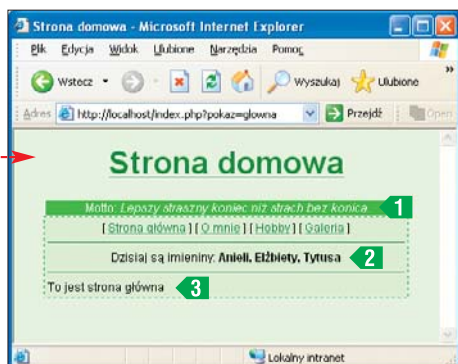 Strona domowa - Microsoft Internet Explorer
Plik Edycja Widok Ulubione Narzędzia Pomoc
Wstecz Wyszukaj Ulubione »
Adres http://localhost/index.php?pokaz=glowna Przejdź Open
Strona domowa
Motto: Lepszy straszny koniec niż strach bez końca 1
[ Strona główna ] [ O mnie ] [ Hobby ] [ Galeria ]
Dzisiaj są imieniny: Anieli, Elżbiety, Tytusa 2
To jest strona główna 3
Lokalny intranet